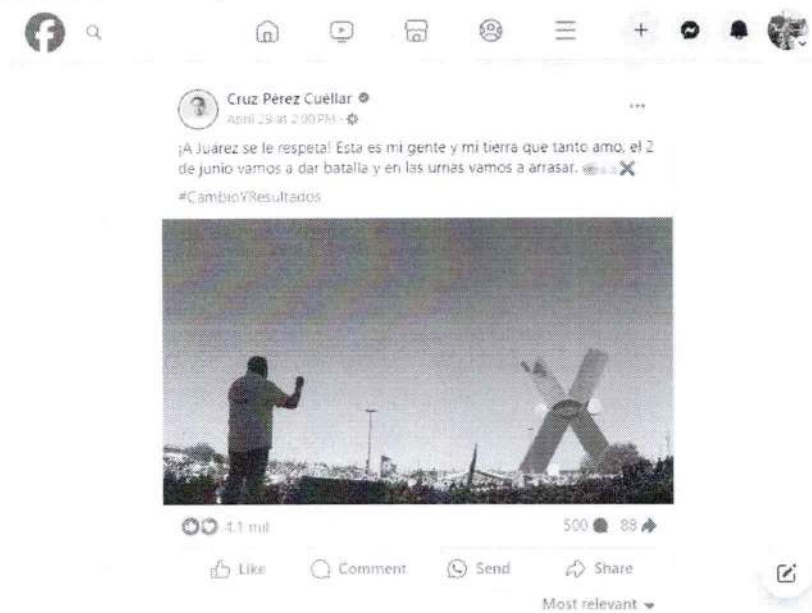 Cruz Pérez Cuéllar
April 29 at 2:00 PM
¡A Juárez se le respeta! Esta es mi gente y mi tierra que tanto amo, el 2
de junio vamos a dar batalla y en las urnas vamos a arrasar.
#CambioYResultados
4.1 mil
500
88
Like
Comment
Send
Share
Most relevant